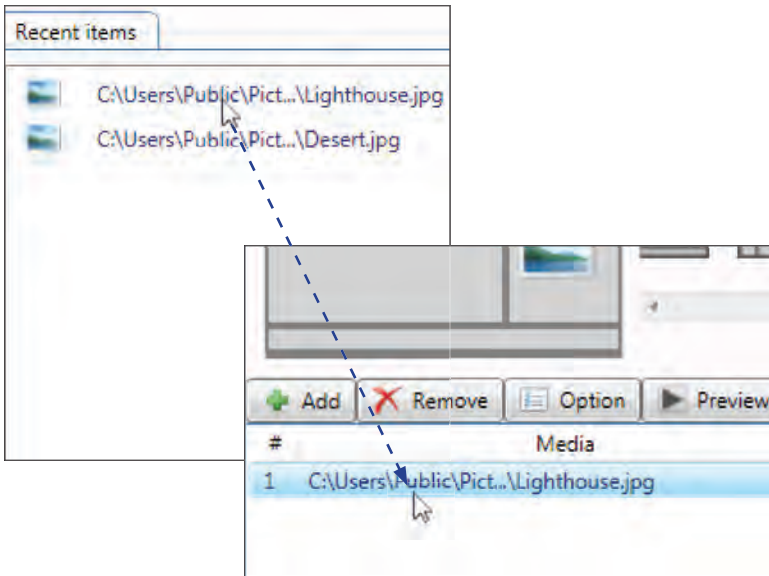 Recent items
C:\Users\Public\Pict...\Lighthouse.jpg
C:\Users\Public\Pict...\Desert.jpg
Add Remove Option Preview
# Media
1 C:\Users\Public\Pict...\Lighthouse.jpg